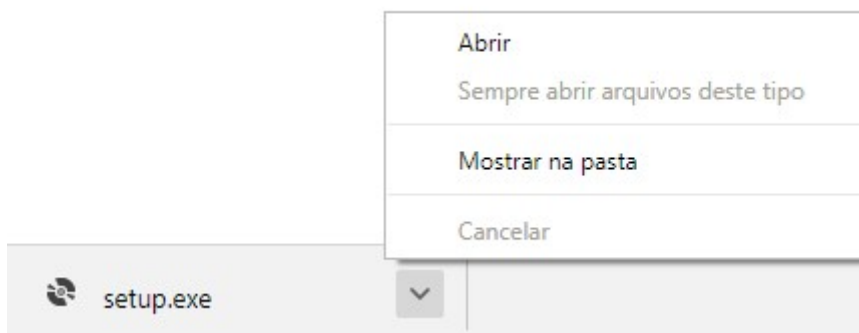 Abrir
Sempre abrir arquivos deste tipo
Mostrar na pasta
Cancelar
setup.exe